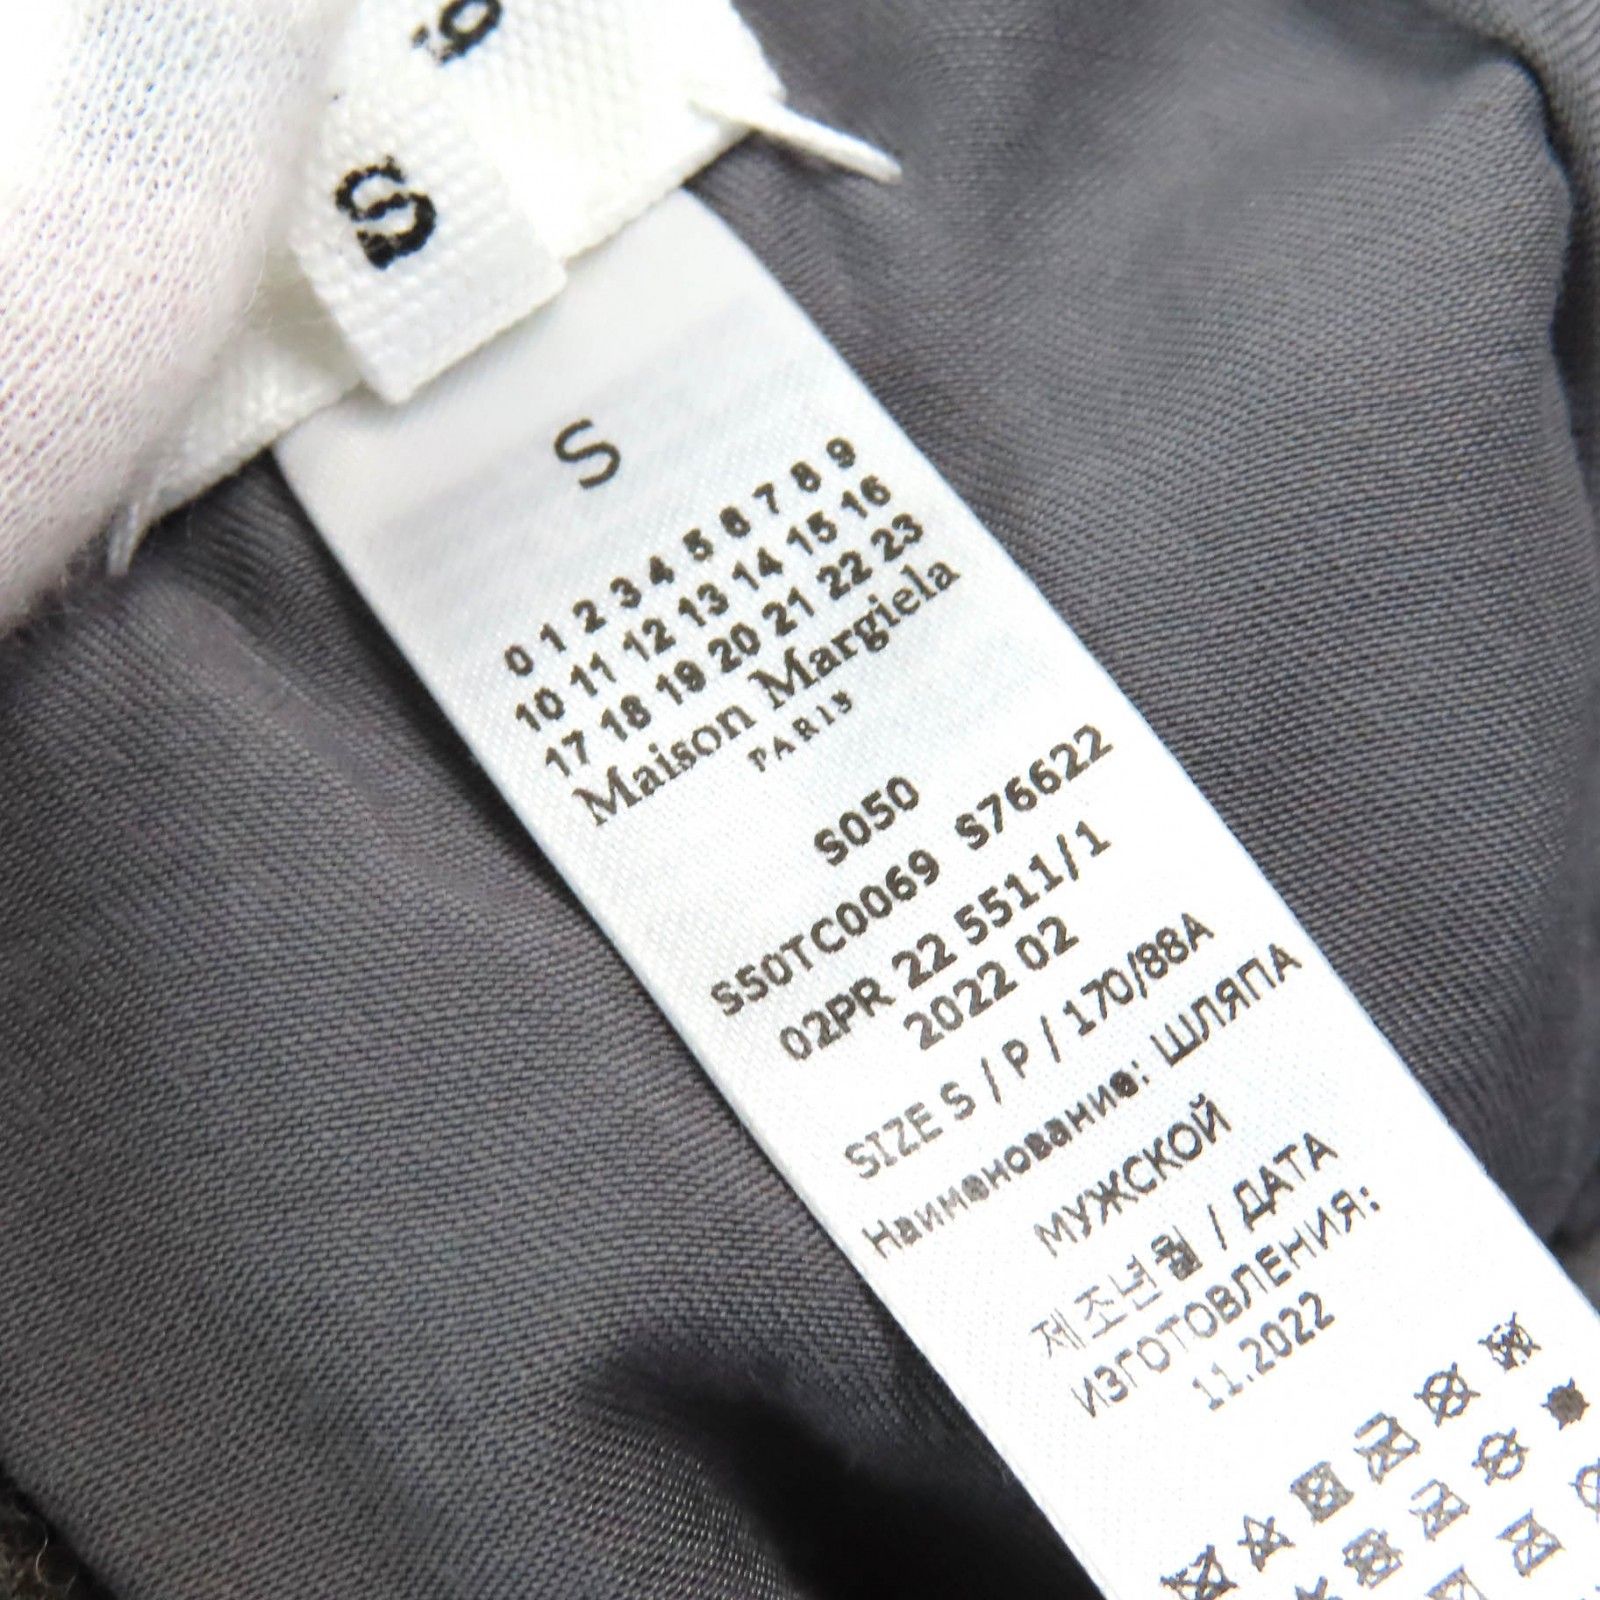 S
S
0 1 2 3 4 5 6 7 8 9
10 11 12 13 14 15 16
17 18 19 20 21 22 23
Maison Margiela
PARIS
S050
S50TC0069 S76622
02PR 22 5511/1
2022 02
SIZE S / P / 170/88A
Наименование: ШЛЯПА
МУЖСКОЙ
제조년월 / ДАТА
ИЗГОТОВЛЕНИЯ:
11.2022